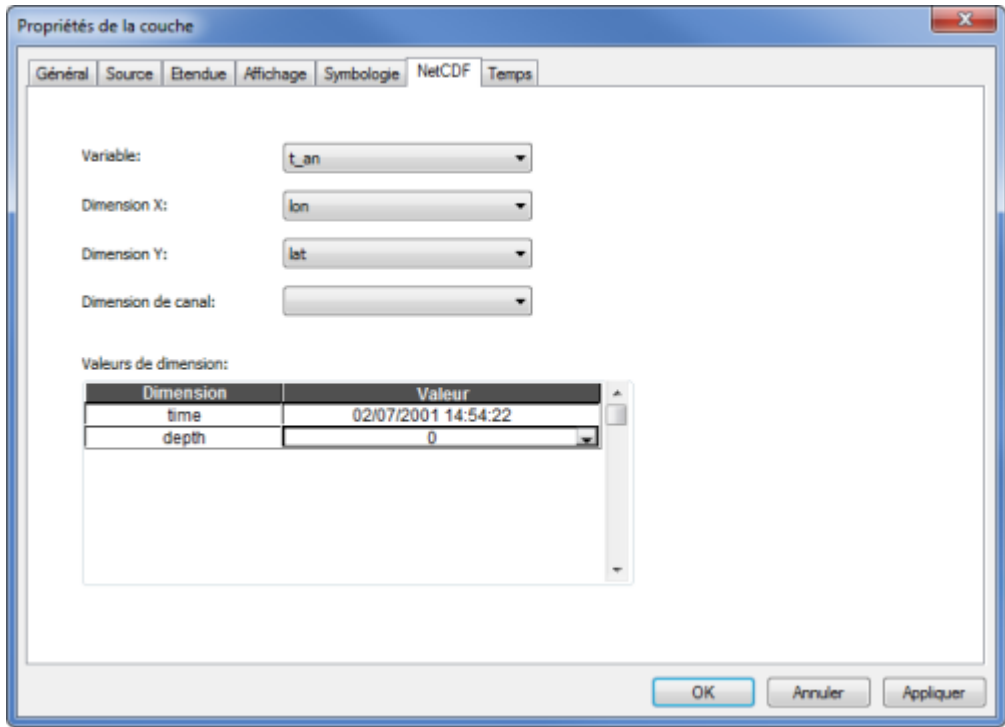 Propriétés de la couche
Général Source Etendue Affichage Symbologie NetCDF Temps
Variable: t_an
Dimension X: lon
Dimension Y: lat
Dimension de canal:
Valeurs de dimension:
Dimension Valeur
time 02/07/2001 14:54:22
depth 0
OK Annuler Appliquer